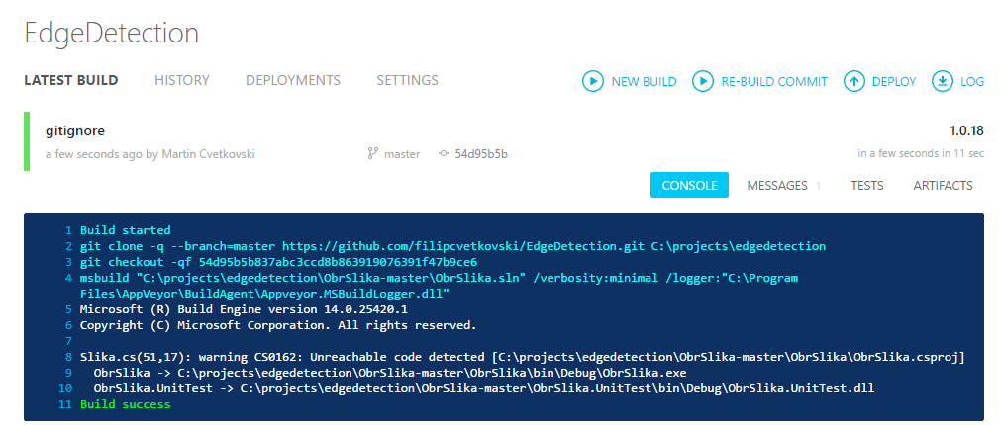 EdgeDetection
LATEST BUILD HISTORY DEPLOYMENTS SETTINGS NEW BUILD RE-BUILD COMMIT DEPLOY LOG
gitignore 1.0.18
a few seconds ago by Martin Cvetkovski master 54d95b5b in a few seconds in 11 sec
CONSOLE MESSAGES 1 TESTS ARTIFACTS
1 Build started
2 git clone -q --branch=master https://github.com/filipcvetkovski/EdgeDetection.git C:\projects\edgedetection
3 git checkout -qf 54d95b5b837abc3ccd8b863919076391f47b9ce6
4 msbuild "C:\projects\edgedetection\ObrSlika-master\ObrSlika.sln" /verbosity:minimal /logger:"C:\Program
Files\AppVeyor\BuildAgent\Appveyor.MSBuildLogger.dll"
5 Microsoft (R) Build Engine version 14.0.25420.1
6 Copyright (C) Microsoft Corporation. All rights reserved.
7
8 Slika.cs(51,17): warning CS0162: Unreachable code detected [C:\projects\edgedetection\ObrSlika-master\ObrSlika\ObrSlika.csproj]
9 ObrSlika -> C:\projects\edgedetection\ObrSlika-master\ObrSlika\bin\Debug\ObrSlika.exe
10 ObrSlika.UnitTest -> C:\projects\edgedetection\ObrSlika-master\ObrSlika.UnitTest\bin\Debug\ObrSlika.UnitTest.dll
11 Build success